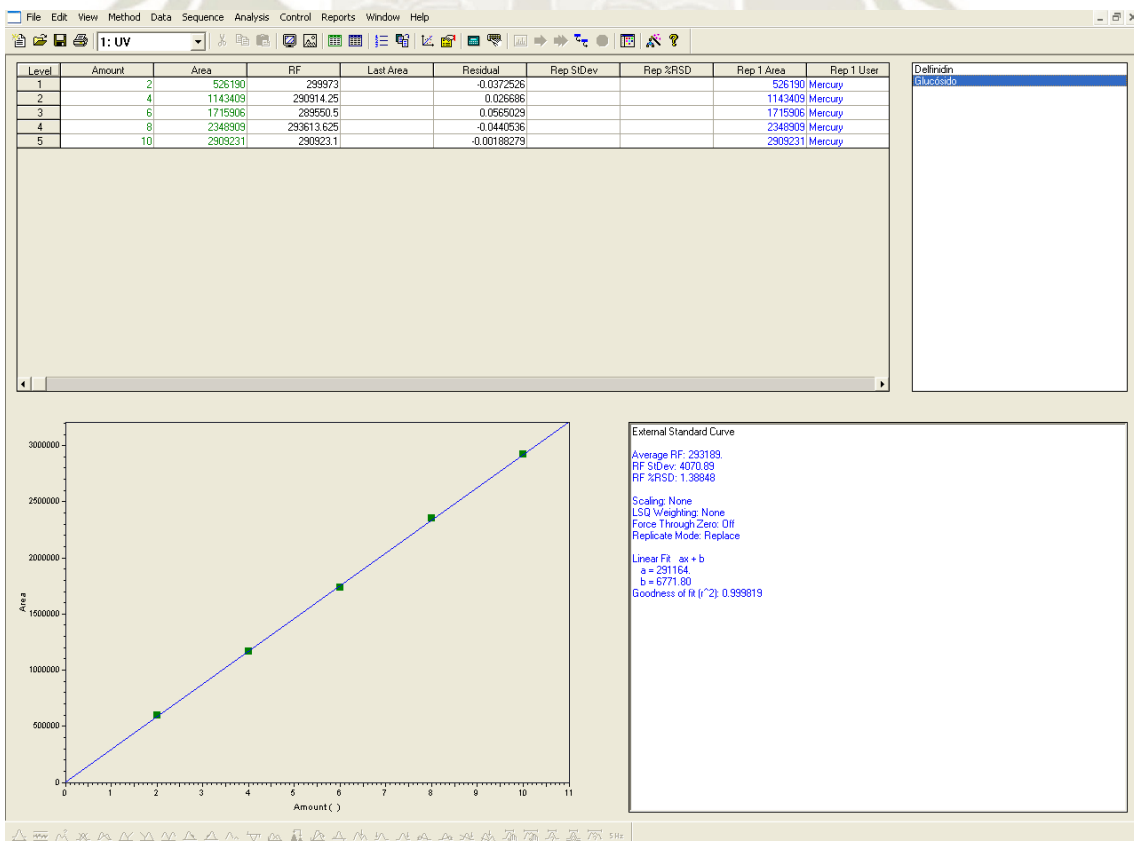 File Edit View Method Data Sequence Analysis Control Reports Window Help
1: UV
Level Amount Area RF Last Area Residual Rep StDev Rep %RSD Rep 1 Area Rep 1 User
1 2 526190 299973 -0.0372526 526190 Mercury
2 4 1143409 290914.25 0.026686 1143409 Mercury
3 6 1715906 289550.5 0.0565029 1715906 Mercury
4 8 2348909 293613.625 -0.0440536 2348909 Mercury
5 10 2909231 290923.1 -0.00188279 2909231 Mercury
Delfinidin
Glucósido
3000000
2500000
2000000
1500000
1000000
500000
0
Area
0 1 2 3 4 5 6 7 8 9 10 11
Amount ( )
External Standard Curve
Average RF: 293189.
RF StDev: 4070.89
RF %RSD: 1.38848
Scaling: None
LSQ Weighting: None
Force Through Zero: Off
Replicate Mode: Replace
Linear Fit ax + b
a = 291164.
b = 6771.80
Goodness of fit (r^2): 0.999819
5 Hz